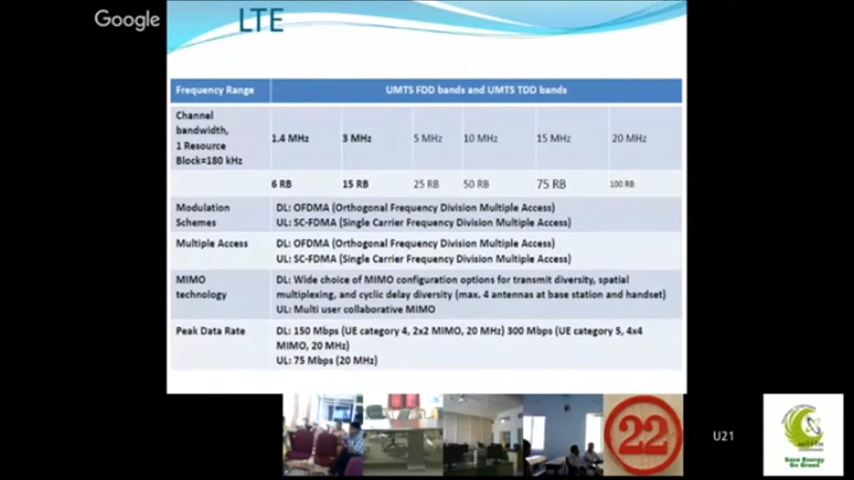 Google
LTE
Frequency Range
UMTS FDD bands and UMTS TDD bands
Channel
bandwidth,
1 Resource
Block=180 kHz
1.4 MHz 3 MHz 5 MHz 10 MHz 15 MHz 20 MHz
6 RB 15 RB 25 RB 50 RB 75 RB 100 RB
Modulation
Schemes
DL: OFDMA (Orthogonal Frequency Division Multiple Access)
UL: SC-FDMA (Single Carrier Frequency Division Multiple Access)
Multiple Access
DL: OFDMA (Orthogonal Frequency Division Multiple Access)
UL: SC-FDMA (Single Carrier Frequency Division Multiple Access)
MIMO
technology
DL: Wide choice of MIMO configuration options for transmit diversity, spatial
multiplexing, and cyclic delay diversity (max. 4 antennas at base station and handset)
UL: Multi user collaborative MIMO
Peak Data Rate
DL: 150 Mbps (UE category 4, 2x2 MIMO, 20 MHz) 300 Mbps (UE category 5, 4x4
MIMO, 20 MHz)
UL: 75 Mbps (20 MHz)
22
U21
Save Energy
Go Green